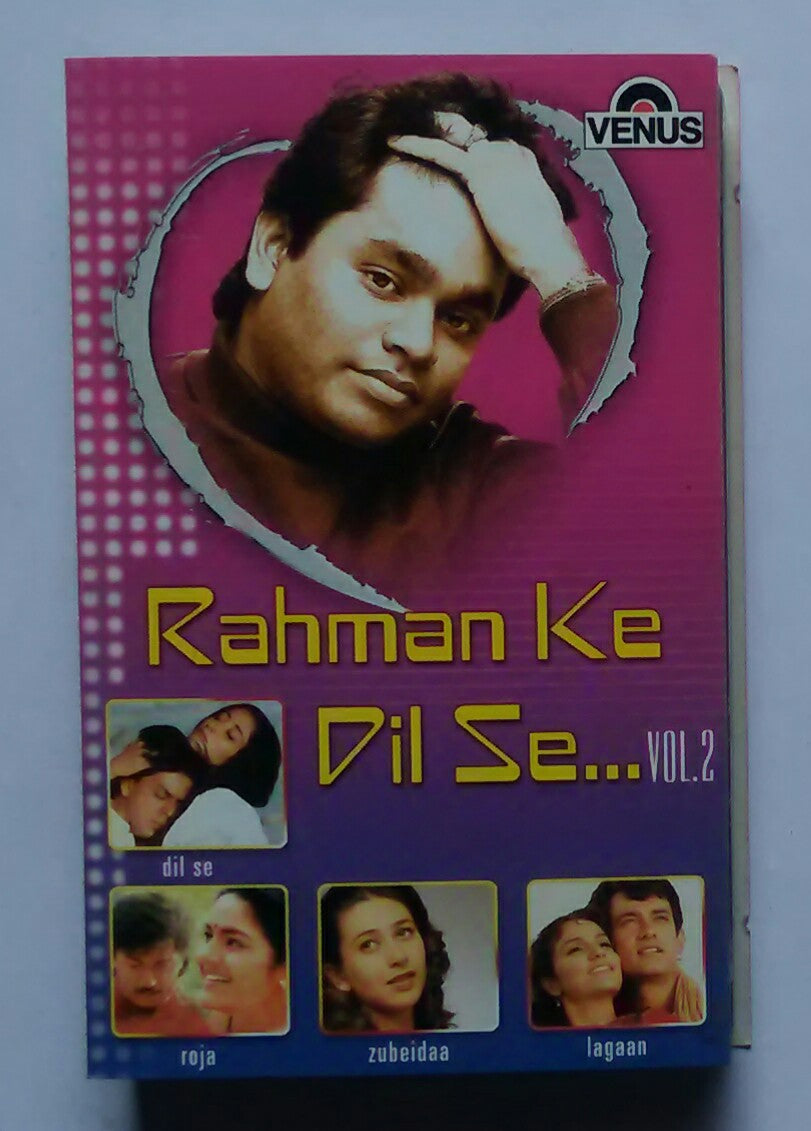 VENUS
Rahman Ke
Dil Se... VOL.2
dil se
roja
zubeidaa
lagaan